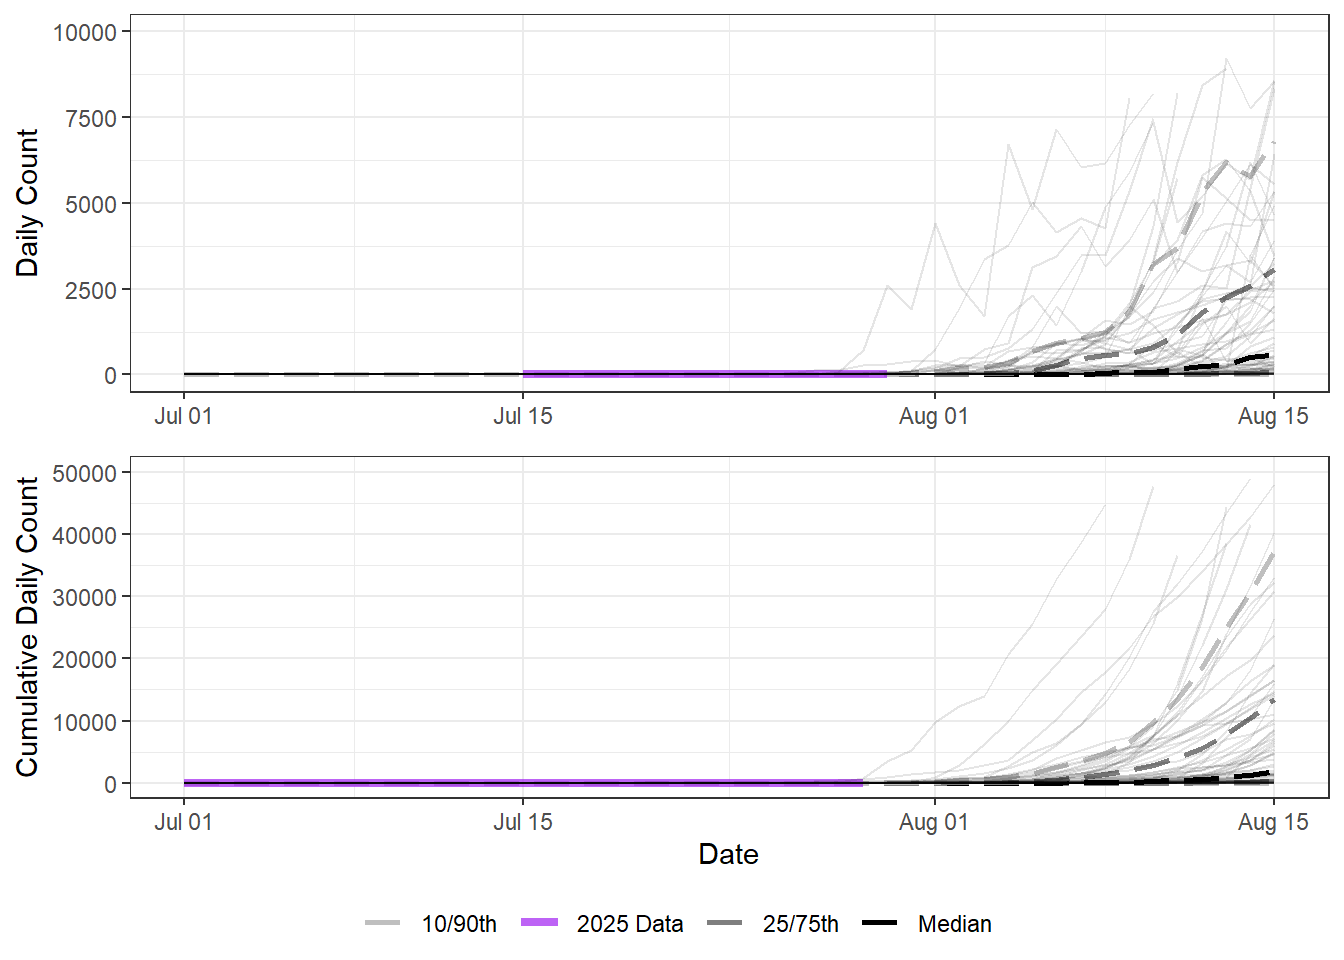 Daily Count
10000
7500
5000
2500
0
Jul 01 Jul 15 Aug 01 Aug 15
Cumulative Daily Count
50000
40000
30000
20000
10000
0
Jul 01 Jul 15 Aug 01 Aug 15
Date
10/90th 2025 Data 25/75th Median